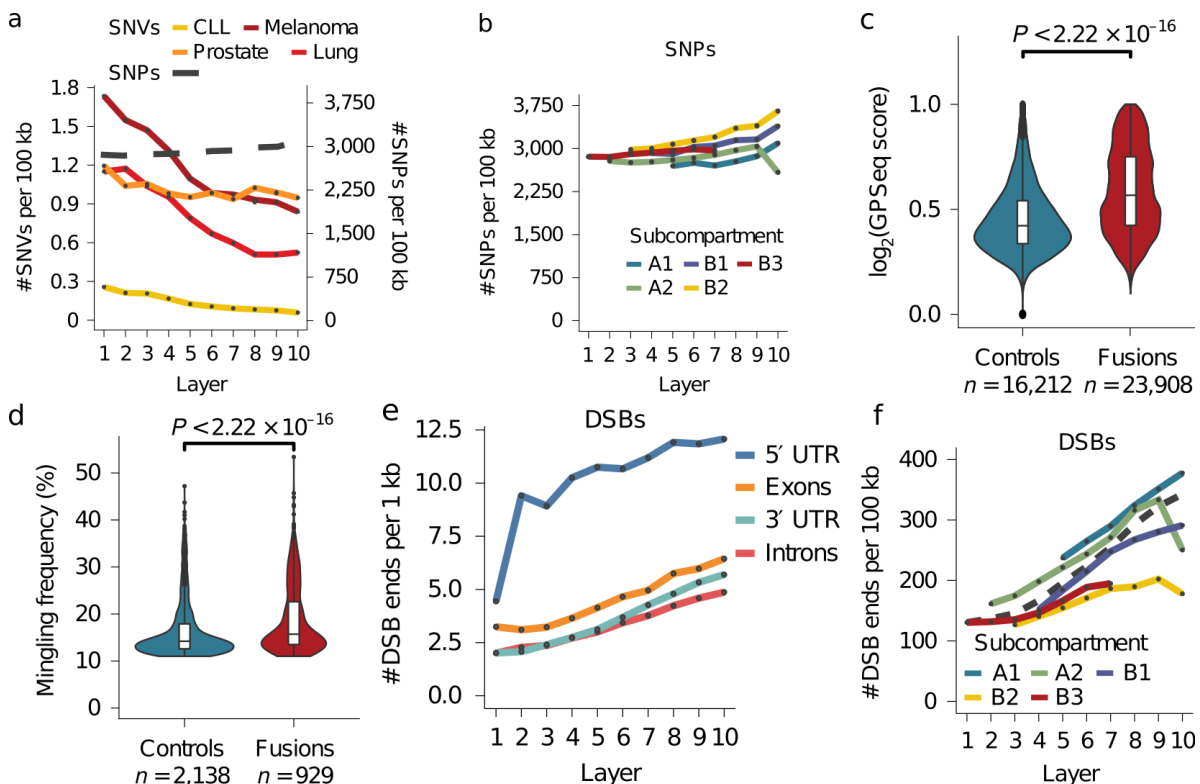 a
SNVs CLL Melanoma
Prostate Lung
SNPs
#SNVs per 100 kb
1.8
1.5
1.2
0.9
0.6
0.3
0
#SNPs per 100 kb
3,750
3,000
2,250
1,500
750
0
1 2 3 4 5 6 7 8 9 10
Layer
b
SNPs
#SNPs per 100 kb
3,750
3,000
2,250
3,000
750
0
Subcompartment
A1 B1 B3
A2 B2
1 2 3 4 5 6 7 8 9 10
Layer
c
P < 2.22 × 10−16
log2(GPSeq score)
1.0
0.5
0.0
Controls Fusions
n = 16,212 n = 23,908
d
P < 2.22 × 10−16
Mingling frequency (%)
50
40
30
20
10
0
Controls Fusions
n = 2,138 n = 929
e
DSBs
#DSB ends per 1 kb
12.5
10.0
7.5
5.0
2.5
0.0
5′ UTR
Exons
3′ UTR
Introns
1 2 3 4 5 6 7 8 9 10
Layer
f
DSBs
#DSB ends per 100 kb
400
300
200
100
0
Subcompartment
A1 A2 B1
B2 B3
1 2 3 4 5 6 7 8 9 10
Layer